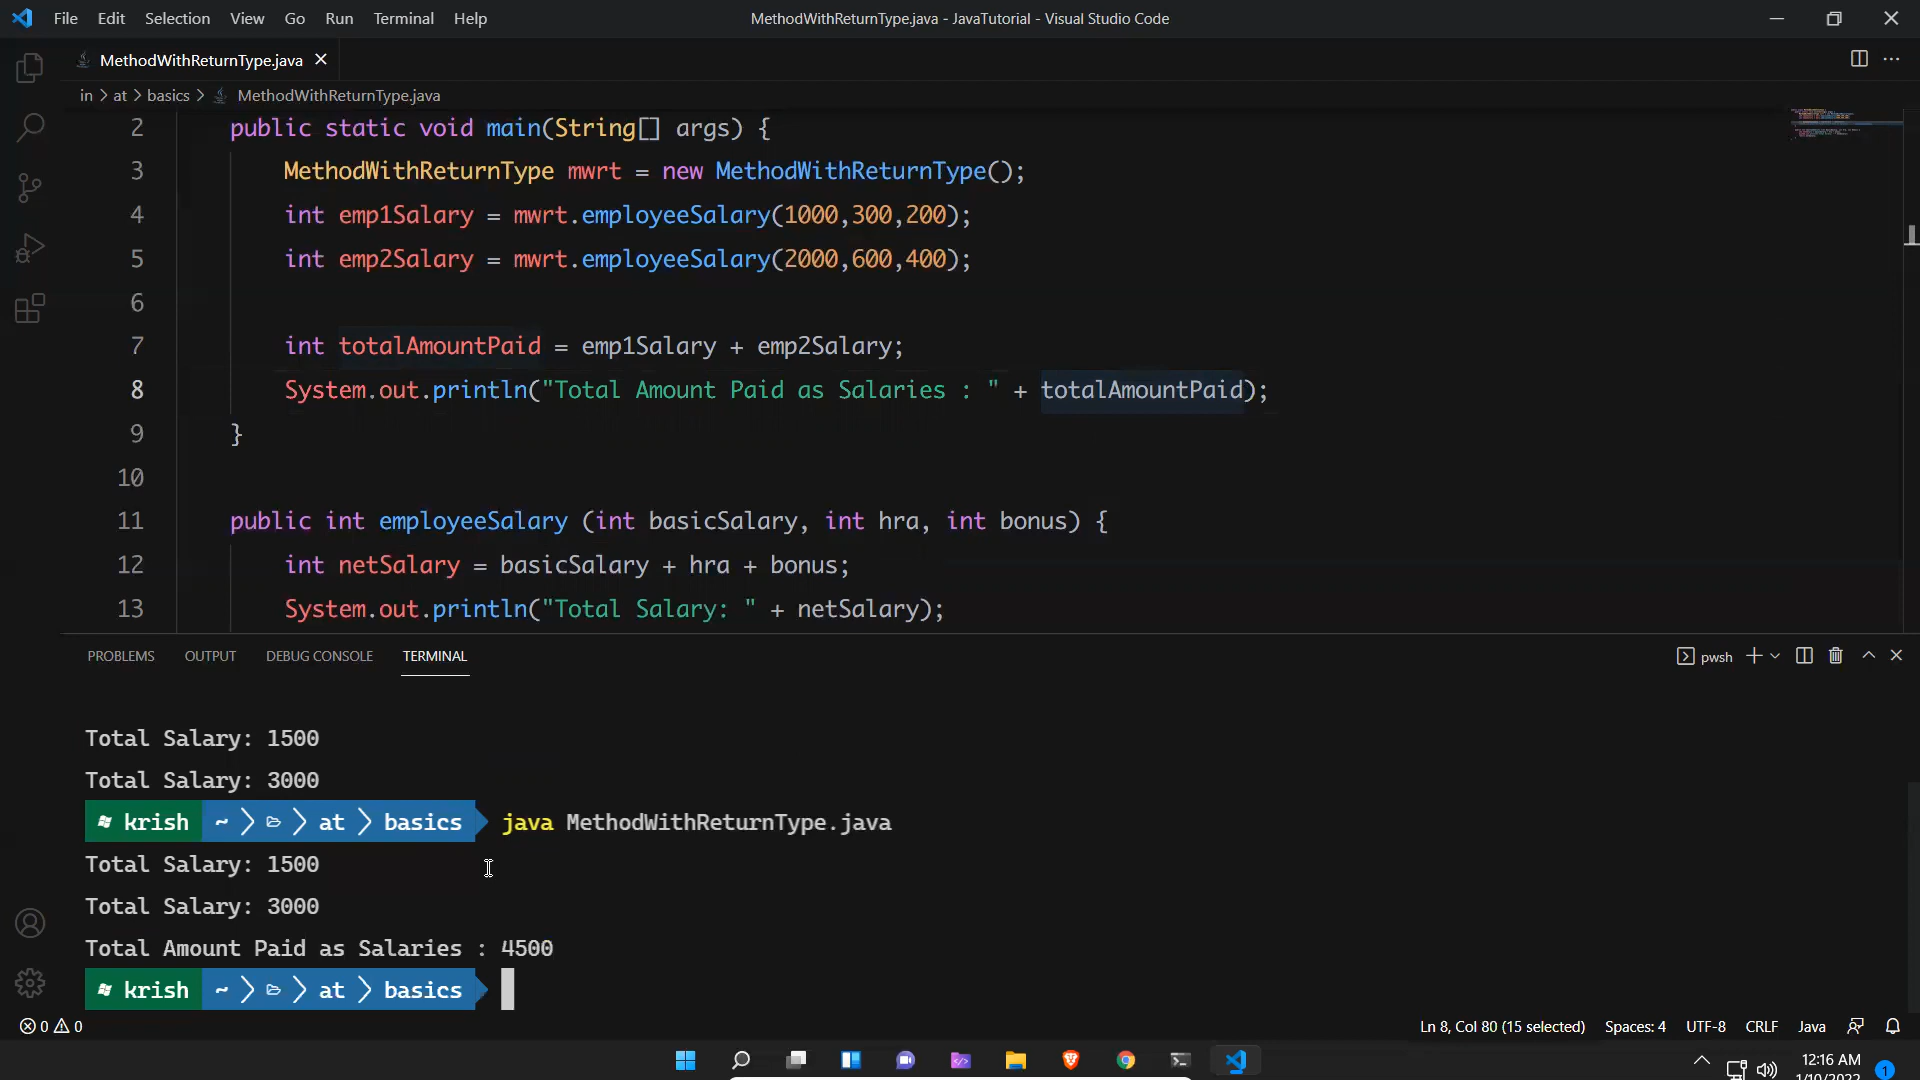 File Edit Selection View Go Run Terminal Help MethodWithReturnType.java - JavaTutorial - Visual Studio Code
MethodWithReturnType.java
in > at > basics > MethodWithReturnType.java
2 public static void main(String[] args) {
3 MethodWithReturnType mwrt = new MethodWithReturnType();
4 int emp1Salary = mwrt.employeeSalary(1000,300,200);
5 int emp2Salary = mwrt.employeeSalary(2000,600,400);
6
7 int totalAmountPaid = emp1Salary + emp2Salary;
8 System.out.println("Total Amount Paid as Salaries : " + totalAmountPaid);
9 }
10
11 public int employeeSalary (int basicSalary, int hra, int bonus) {
12 int netSalary = basicSalary + hra + bonus;
13 System.out.println("Total Salary: " + netSalary);
PROBLEMS OUTPUT DEBUG CONSOLE TERMINAL pwsh
Total Salary: 1500
Total Salary: 3000
krish ~ at basics java MethodWithReturnType.java
Total Salary: 1500
Total Salary: 3000
Total Amount Paid as Salaries : 4500
krish ~ at basics
0 0 Ln 8, Col 80 (15 selected) Spaces: 4 UTF-8 CRLF Java
12:16 AM
1/10/2022 1